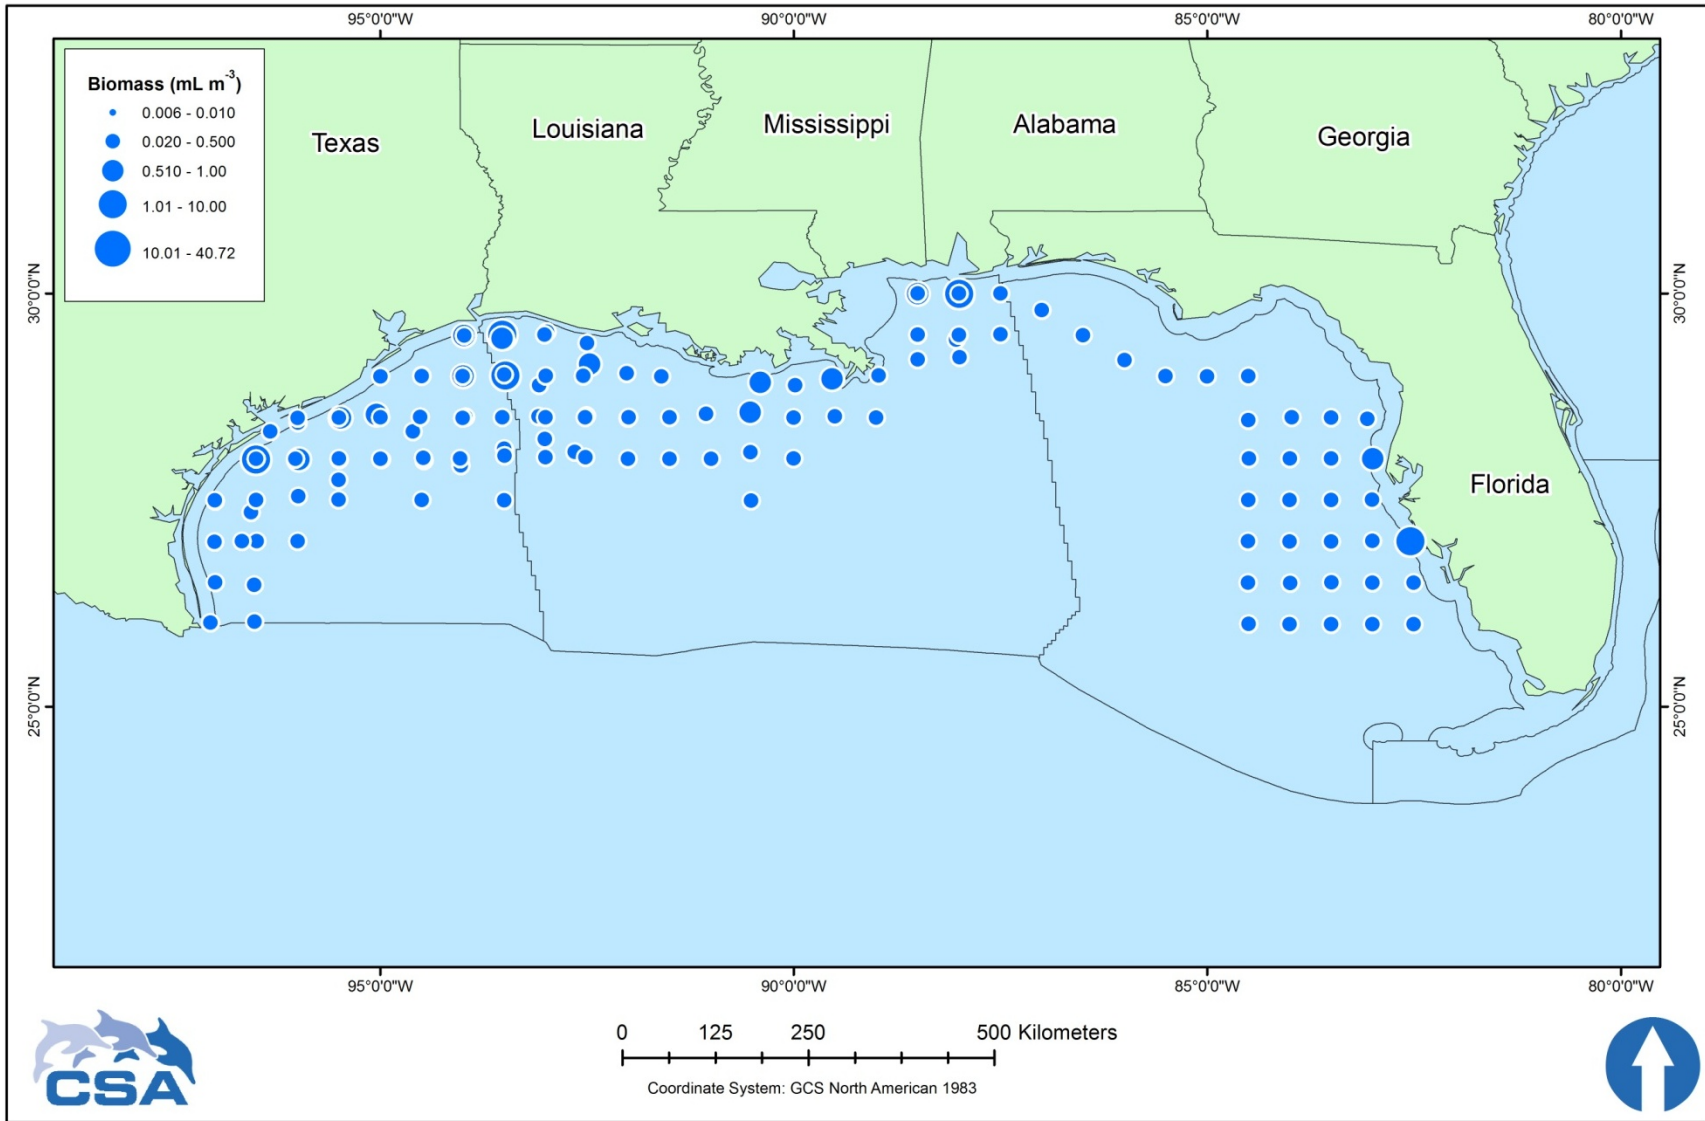 95°0'0"W
90°0'0"W
85°0'0"W
80°0'0"W
Biomass (mL m⁻³)
0.006 - 0.010
0.020 - 0.500
0.510 - 1.00
1.01 - 10.00
10.01 - 40.72
Texas
Louisiana
Mississippi
Alabama
Georgia
Florida
30°0'0"N
30°0'0"N
25°0'0"N
25°0'0"N
95°0'0"W
90°0'0"W
85°0'0"W
80°0'0"W
CSA
0 125 250 500 Kilometers
Coordinate System: GCS North American 1983